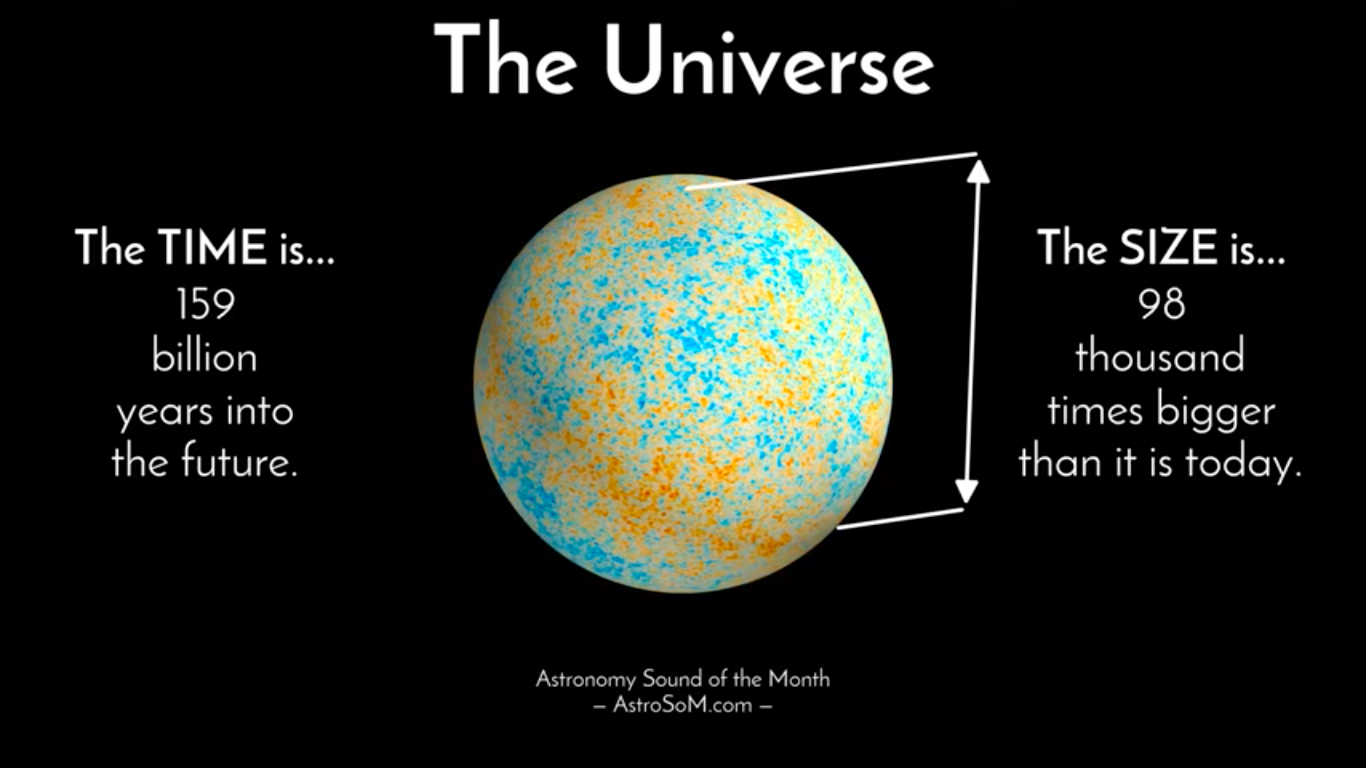 The Universe
The TIME is...
159
billion
years into
the future.
The SIZE is...
98
thousand
times bigger
than it is today.
Astronomy Sound of the Month
– AstroSoM.com –